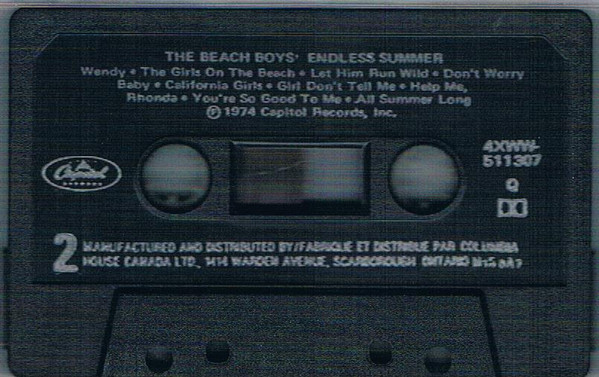 THE BEACH BOYS' ENDLESS SUMMER
Wendy • The Girls On The Beach • Let Him Run Wild • Don't Worry
Baby • California Girls • Girl Don't Tell Me • Help Me,
Rhonda • You're So Good To Me • All Summer Long
℗ 1974 Capitol Records, Inc.
Capitol
RECORDS
4XWW-
511307
Q
2
MANUFACTURED AND DISTRIBUTED BY/FABRIQUÉ ET DISTRIBUÉ PAR COLUMBIA
HOUSE CANADA LTD., 1414 WARDEN AVENUE, SCARBOROUGH ONTARIO